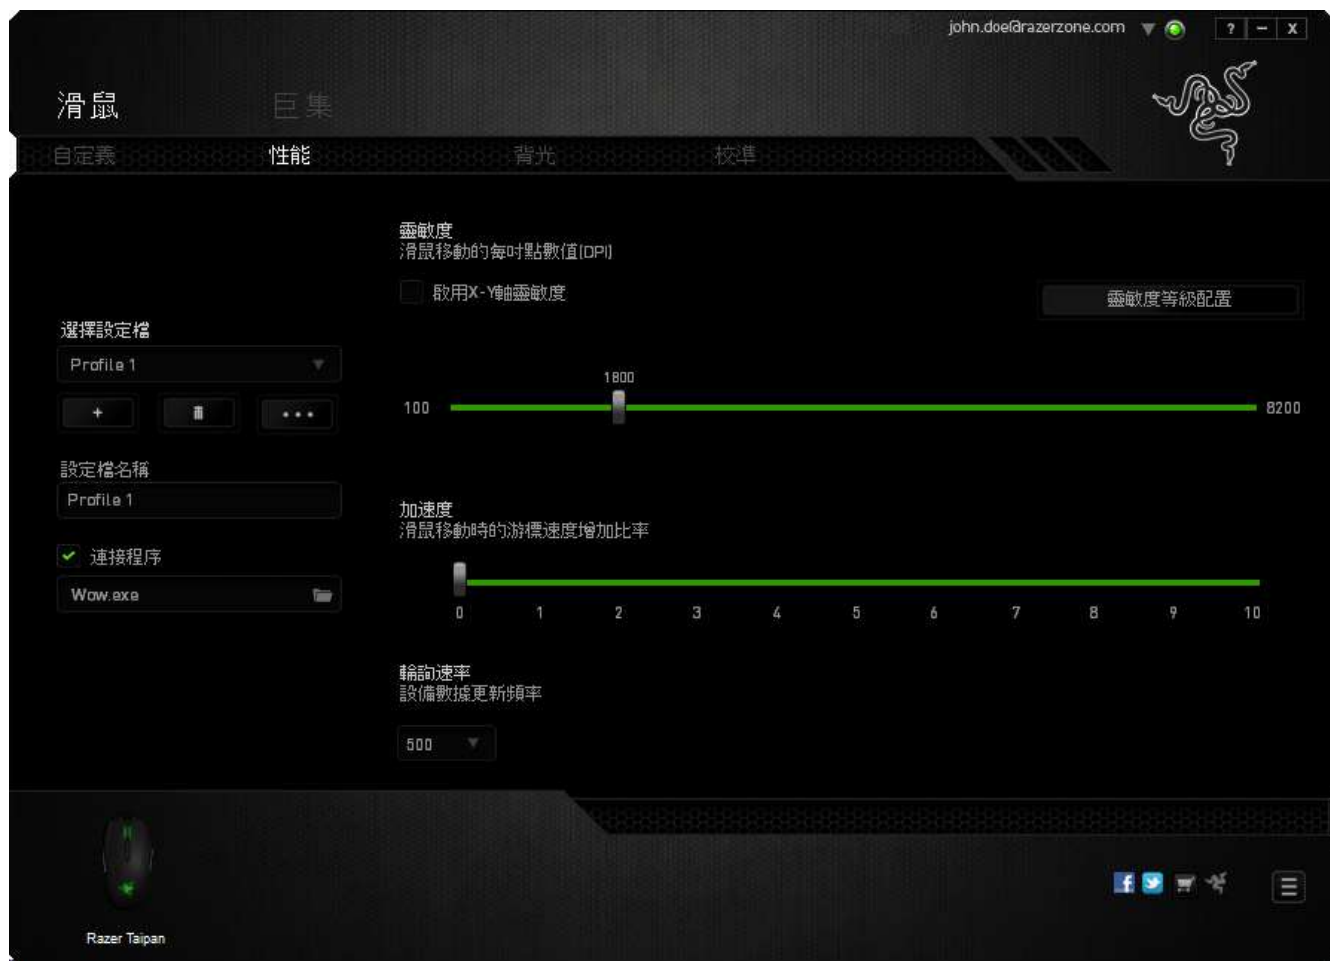 john.doe@razerzone.com
? – X
滑鼠 巨集
自定義 性能 背光 校準
靈敏度
滑鼠移動的每吋點數值(DPI)
啟用X-Y軸靈敏度
靈敏度等級配置
選擇設定檔
Profile 1
+ •••
1800
100 8200
設定檔名稱
Profile 1
加速度
滑鼠移動時的游標速度增加比率
連接程序
Wow.exe
0 1 2 3 4 5 6 7 8 9 10
輪詢速率
設備數據更新頻率
500
Razer Taipan